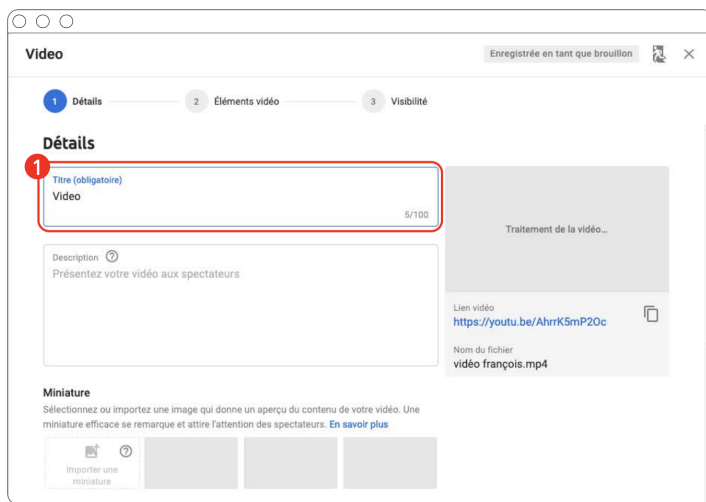 Video
Enregistrée en tant que brouillon
1 Détails
2 Éléments vidéo
3 Visibilité
Détails
1
Titre (obligatoire)
Video
5/100
Traitement de la vidéo...
Description ?
Présentez votre vidéo aux spectateurs
Lien vidéo
https://youtu.be/AhrrK5mP2Oc
Nom du fichier
vidéo françois.mp4
Miniature
Sélectionnez ou importez une image qui donne un aperçu du contenu de votre vidéo. Une
miniature efficace se remarque et attire l'attention des spectateurs. En savoir plus
?
Importer une
miniature